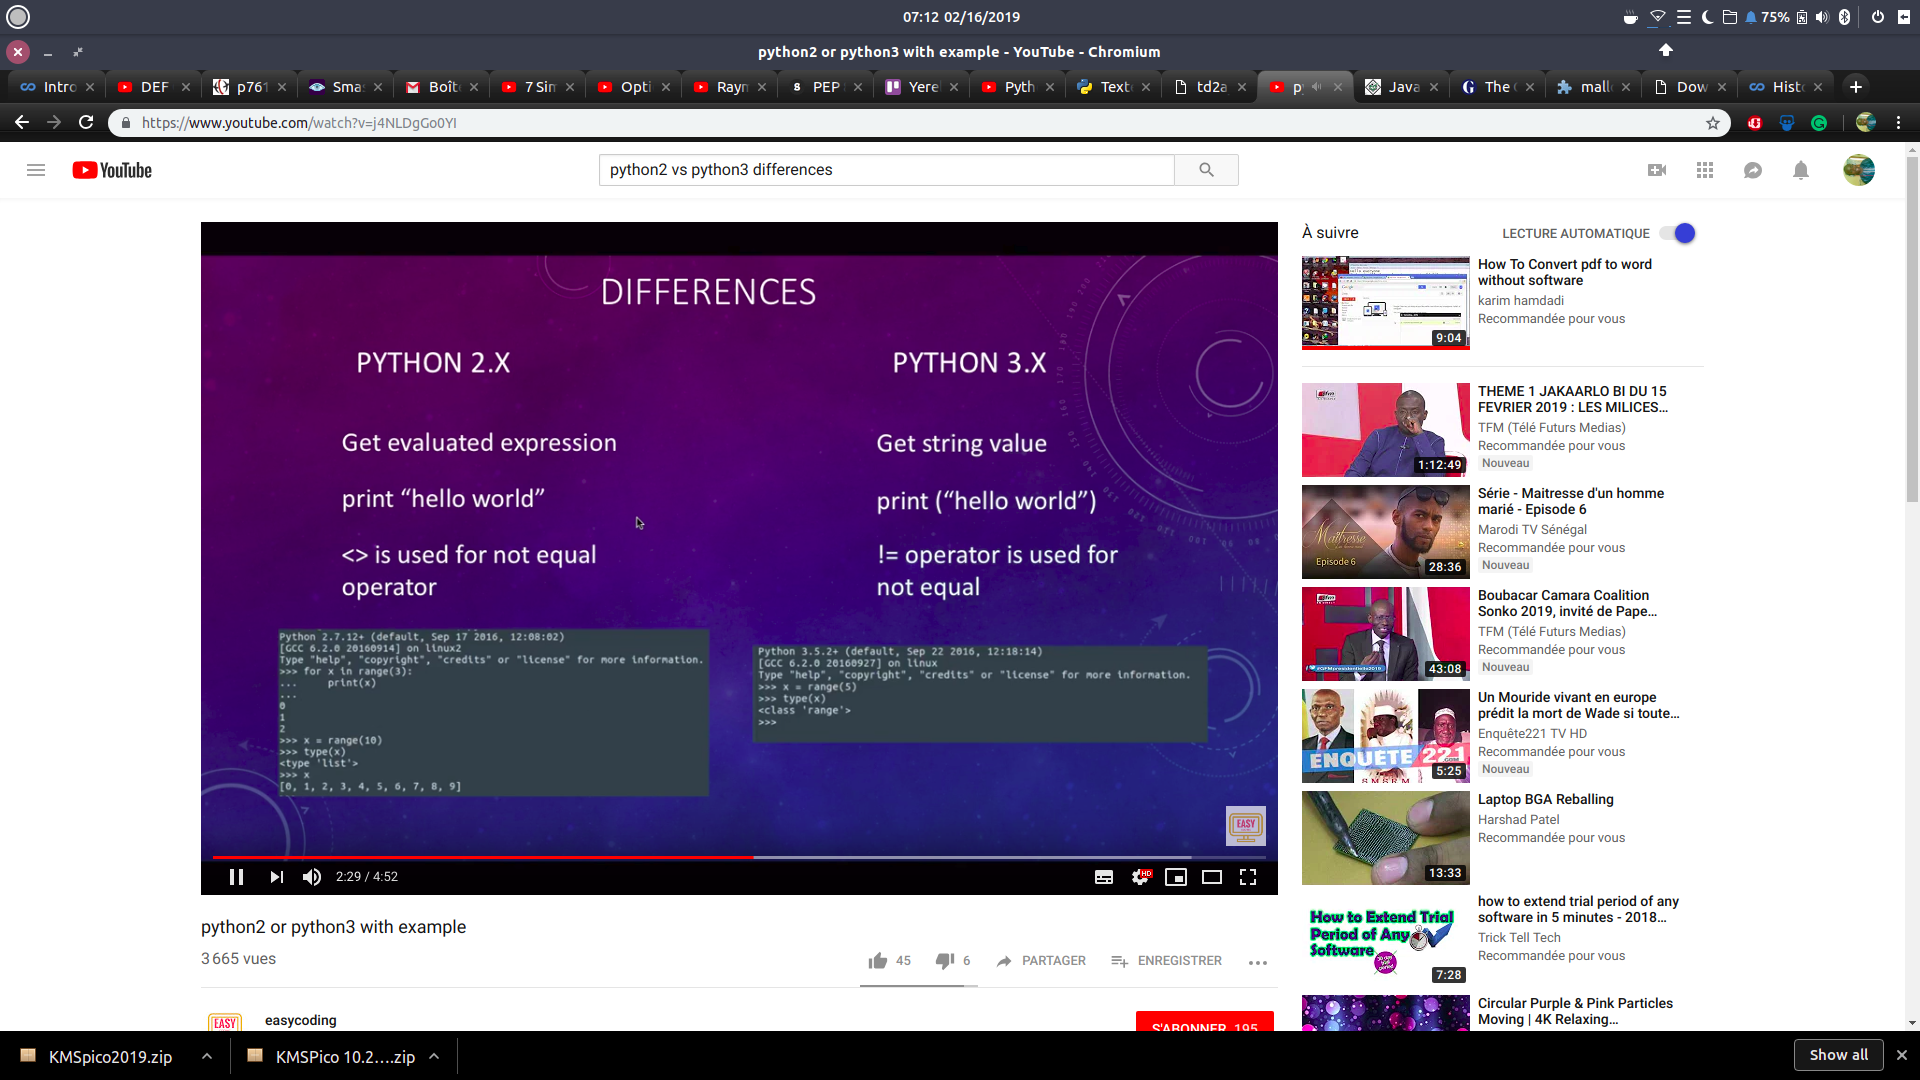 07:12 02/16/2019
75%
python2 or python3 with example - YouTube - Chromium
Intro
DEF
p761
Smas
Boîte
7 Sim
Opti
Raym
PEP
Yerel
Pyth
Texte
td2a
py
Java
The
mall
Dow
Histo
https://www.youtube.com/watch?v=j4NLDgGo0YI
YouTube
python2 vs python3 differences
DIFFERENCES
PYTHON 2.X
PYTHON 3.X
Get evaluated expression
Get string value
print “hello world”
print (“hello world”)
<> is used for not equal
operator
!= operator is used for
not equal
Python 2.7.12+ (default, Sep 17 2016, 12:08:02)
[GCC 6.2.0 20160914] on linux2
Type "help", "copyright", "credits" or "license" for more information.
>>> for x in range(3):
... print(x)
...
0
1
2
>>> x = range(10)
>>> type(x)
<type 'list'>
>>> x
[0, 1, 2, 3, 4, 5, 6, 7, 8, 9]
Python 3.5.2+ (default, Sep 22 2016, 12:18:14)
[GCC 6.2.0 20160927] on linux
Type "help", "copyright", "credits" or "license" for more information.
>>> x = range(5)
>>> type(x)
<class 'range'>
>>>
EASY
2:29 / 4:52
HD
python2 or python3 with example
3 665 vues
45
6
PARTAGER
ENREGISTRER
EASY
easycoding
S'ABONNER 195
À suivre
LECTURE AUTOMATIQUE
How To Convert pdf to word
without software
karim hamdadi
Recommandée pour vous
9:04
THEME 1 JAKAARLO BI DU 15
FEVRIER 2019 : LES MILICES...
TFM (Télé Futurs Medias)
Recommandée pour vous
Nouveau
1:12:49
Série - Maitresse d'un homme
marié - Episode 6
Marodi TV Sénégal
Recommandée pour vous
Nouveau
Maitresse
Episode 6
28:36
Boubacar Camara Coalition
Sonko 2019, invité de Pape...
TFM (Télé Futurs Medias)
Recommandée pour vous
Nouveau
43:08
Un Mouride vivant en europe
prédit la mort de Wade si toute...
Enquête221 TV HD
Recommandée pour vous
Nouveau
ENQUÊTE 221
.COM
S M S R M
5:25
Laptop BGA Reballing
Harshad Patel
Recommandée pour vous
13:33
how to extend trial period of any
software in 5 minutes - 2018...
Trick Tell Tech
Recommandée pour vous
How to Extend Trial
Period of Any
Software
7:28
Circular Purple & Pink Particles
Moving | 4K Relaxing...
KMSpico2019.zip
KMSPico 10.2....zip
Show all